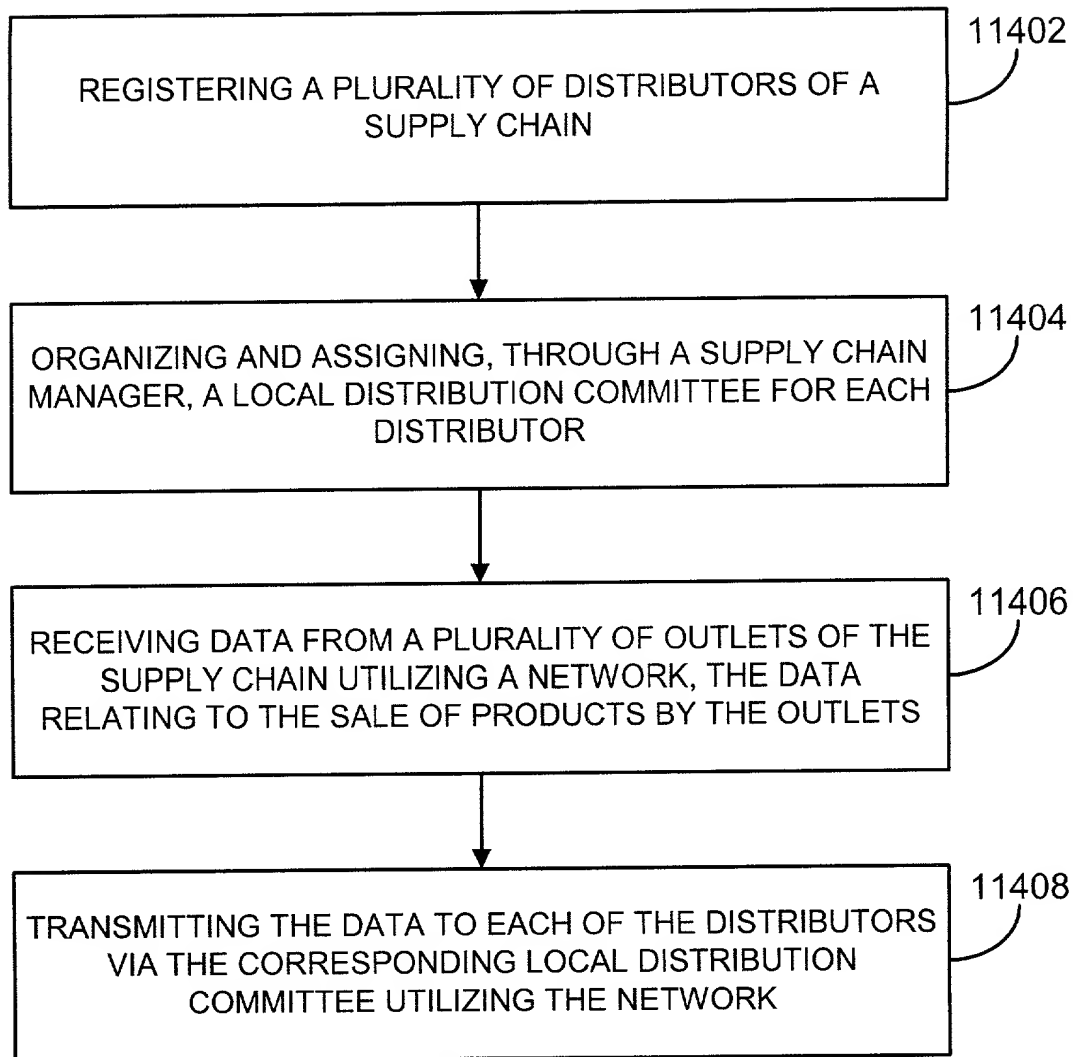 11402
REGISTERING A PLURALITY OF DISTRIBUTORS OF A
SUPPLY CHAIN
11404
ORGANIZING AND ASSIGNING, THROUGH A SUPPLY CHAIN
MANAGER, A LOCAL DISTRIBUTION COMMITTEE FOR EACH
DISTRIBUTOR
11406
RECEIVING DATA FROM A PLURALITY OF OUTLETS OF THE
SUPPLY CHAIN UTILIZING A NETWORK, THE DATA
RELATING TO THE SALE OF PRODUCTS BY THE OUTLETS
11408
TRANSMITTING THE DATA TO EACH OF THE DISTRIBUTORS
VIA THE CORRESPONDING LOCAL DISTRIBUTION
COMMITTEE UTILIZING THE NETWORK